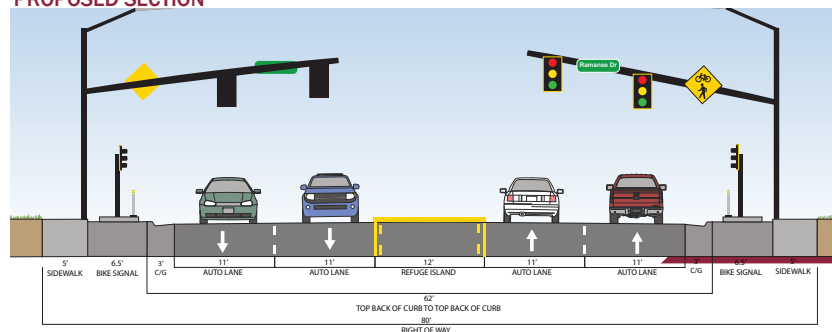 PROPOSED SECTION
Ramanee Dr
5' 6.5' 3' 11' 11' 12' 11' 11' 3' 6.5' 5'
SIDEWALK BIKE SIGNAL C/G AUTO LANE AUTO LANE REFUGE ISLAND AUTO LANE AUTO LANE C/G BIKE SIGNAL SIDEWALK
62'
TOP BACK OF CURB TO TOP BACK OF CURB
80'
RIGHT OF WAY